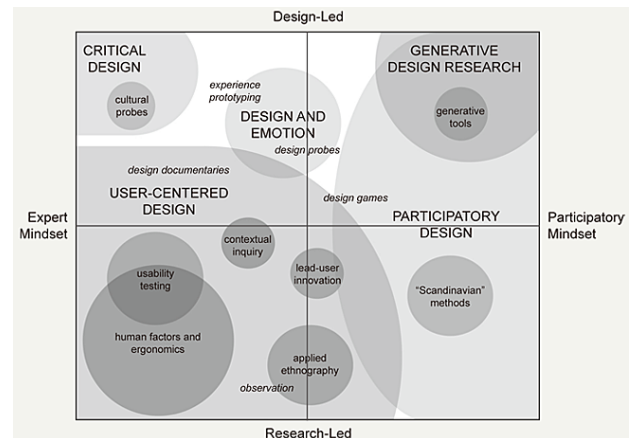 Design-Led
CRITICAL
DESIGN
cultural
probes
experience
prototyping
DESIGN AND
EMOTION
design probes
GENERATIVE
DESIGN RESEARCH
generative
tools
design documentaries
USER-CENTERED
DESIGN
design games
Expert
Mindset
PARTICIPATORY
DESIGN
Participatory
Mindset
contextual
inquiry
lead-user
innovation
usability
testing
"Scandinavian"
methods
human factors and
ergonomics
applied
ethnography
observation
Research-Led